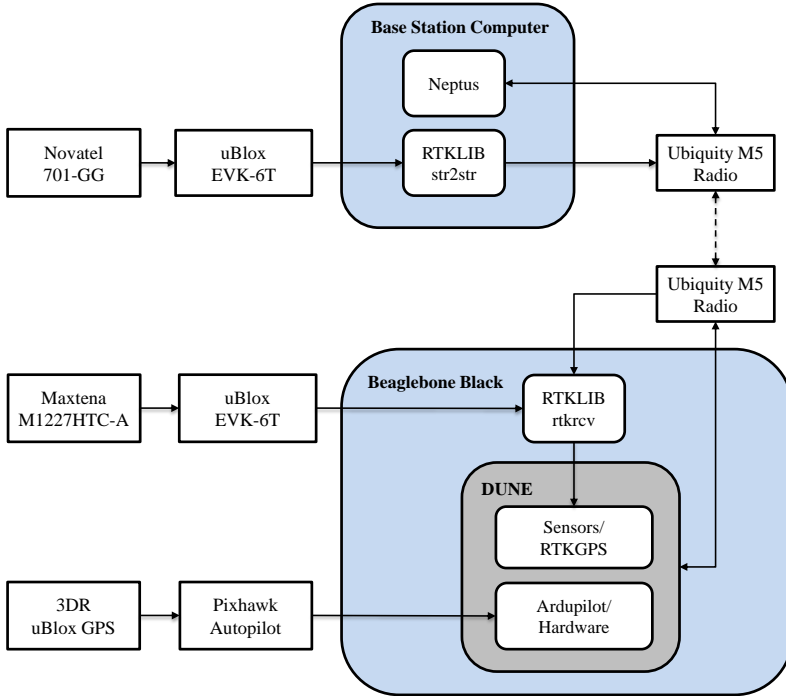 Base Station Computer
Neptus
Novatel
701-GG
uBlox
EVK-6T
RTKLIB
str2str
Ubiquity M5
Radio
Ubiquity M5
Radio
Beaglebone Black
Maxtena
M1227HTC-A
uBlox
EVK-6T
RTKLIB
rtkrcv
DUNE
Sensors/
RTKGPS
3DR
uBlox GPS
Pixhawk
Autopilot
Ardupilot/
Hardware